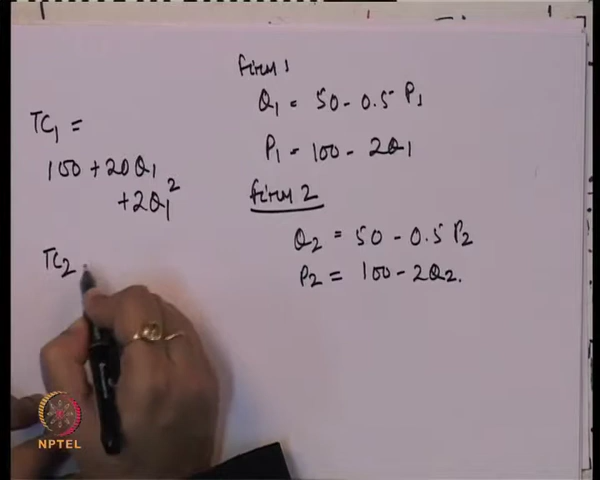 Firm 1
Q₁ = 50 - 0.5 P₁
P₁ = 100 - 2Q₁
TC₁ =
100 + 20Q₁
+ 2Q₁²
Firm 2
Q₂ = 50 - 0.5 P₂
P₂ = 100 - 2Q₂.
TC₂
NPTEL